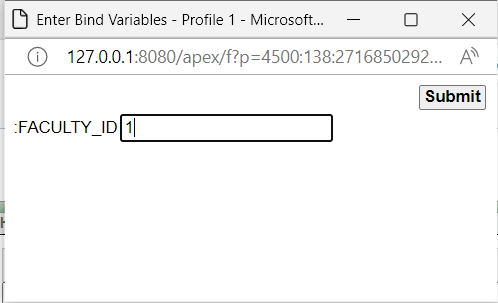 Enter Bind Variables - Profile 1 - Microsoft...
127.0.0.1:8080/apex/f?p=4500:138:2716850292...
Submit
:FACULTY_ID 1